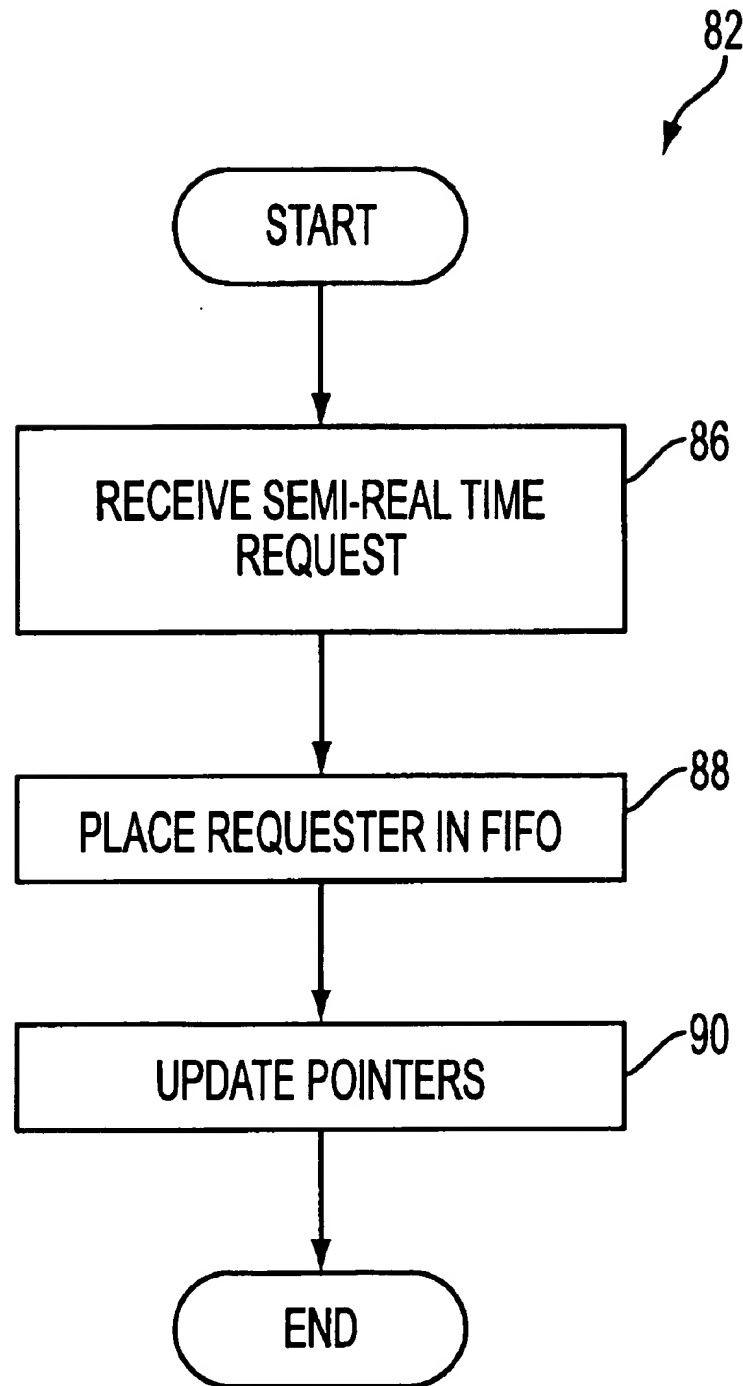 82
START
86
RECEIVE SEMI-REAL TIME
REQUEST
88
PLACE REQUESTER IN FIFO
90
UPDATE POINTERS
END